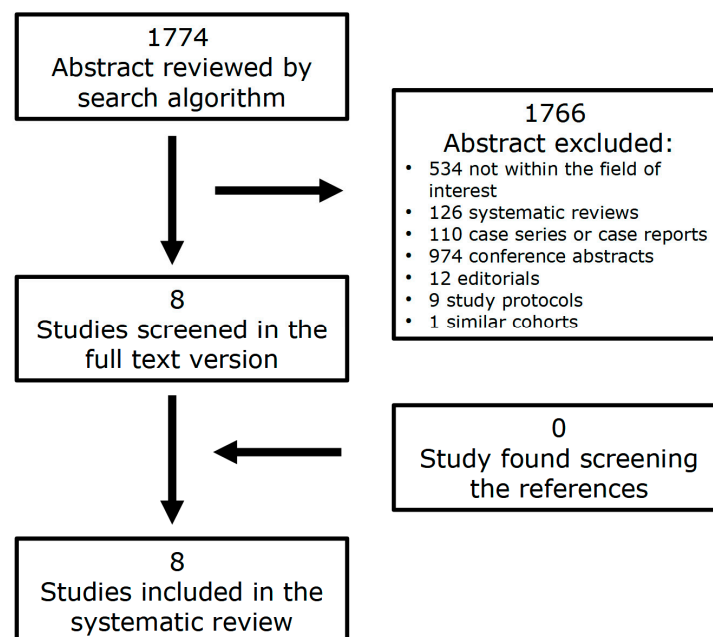 1774
Abstract reviewed by
search algorithm
1766
Abstract excluded:
• 534 not within the field of
interest
• 126 systematic reviews
• 110 case series or case reports
• 974 conference abstracts
• 12 editorials
• 9 study protocols
• 1 similar cohorts
8
Studies screened in the
full text version
0
Study found screening
the references
8
Studies included in the
systematic review